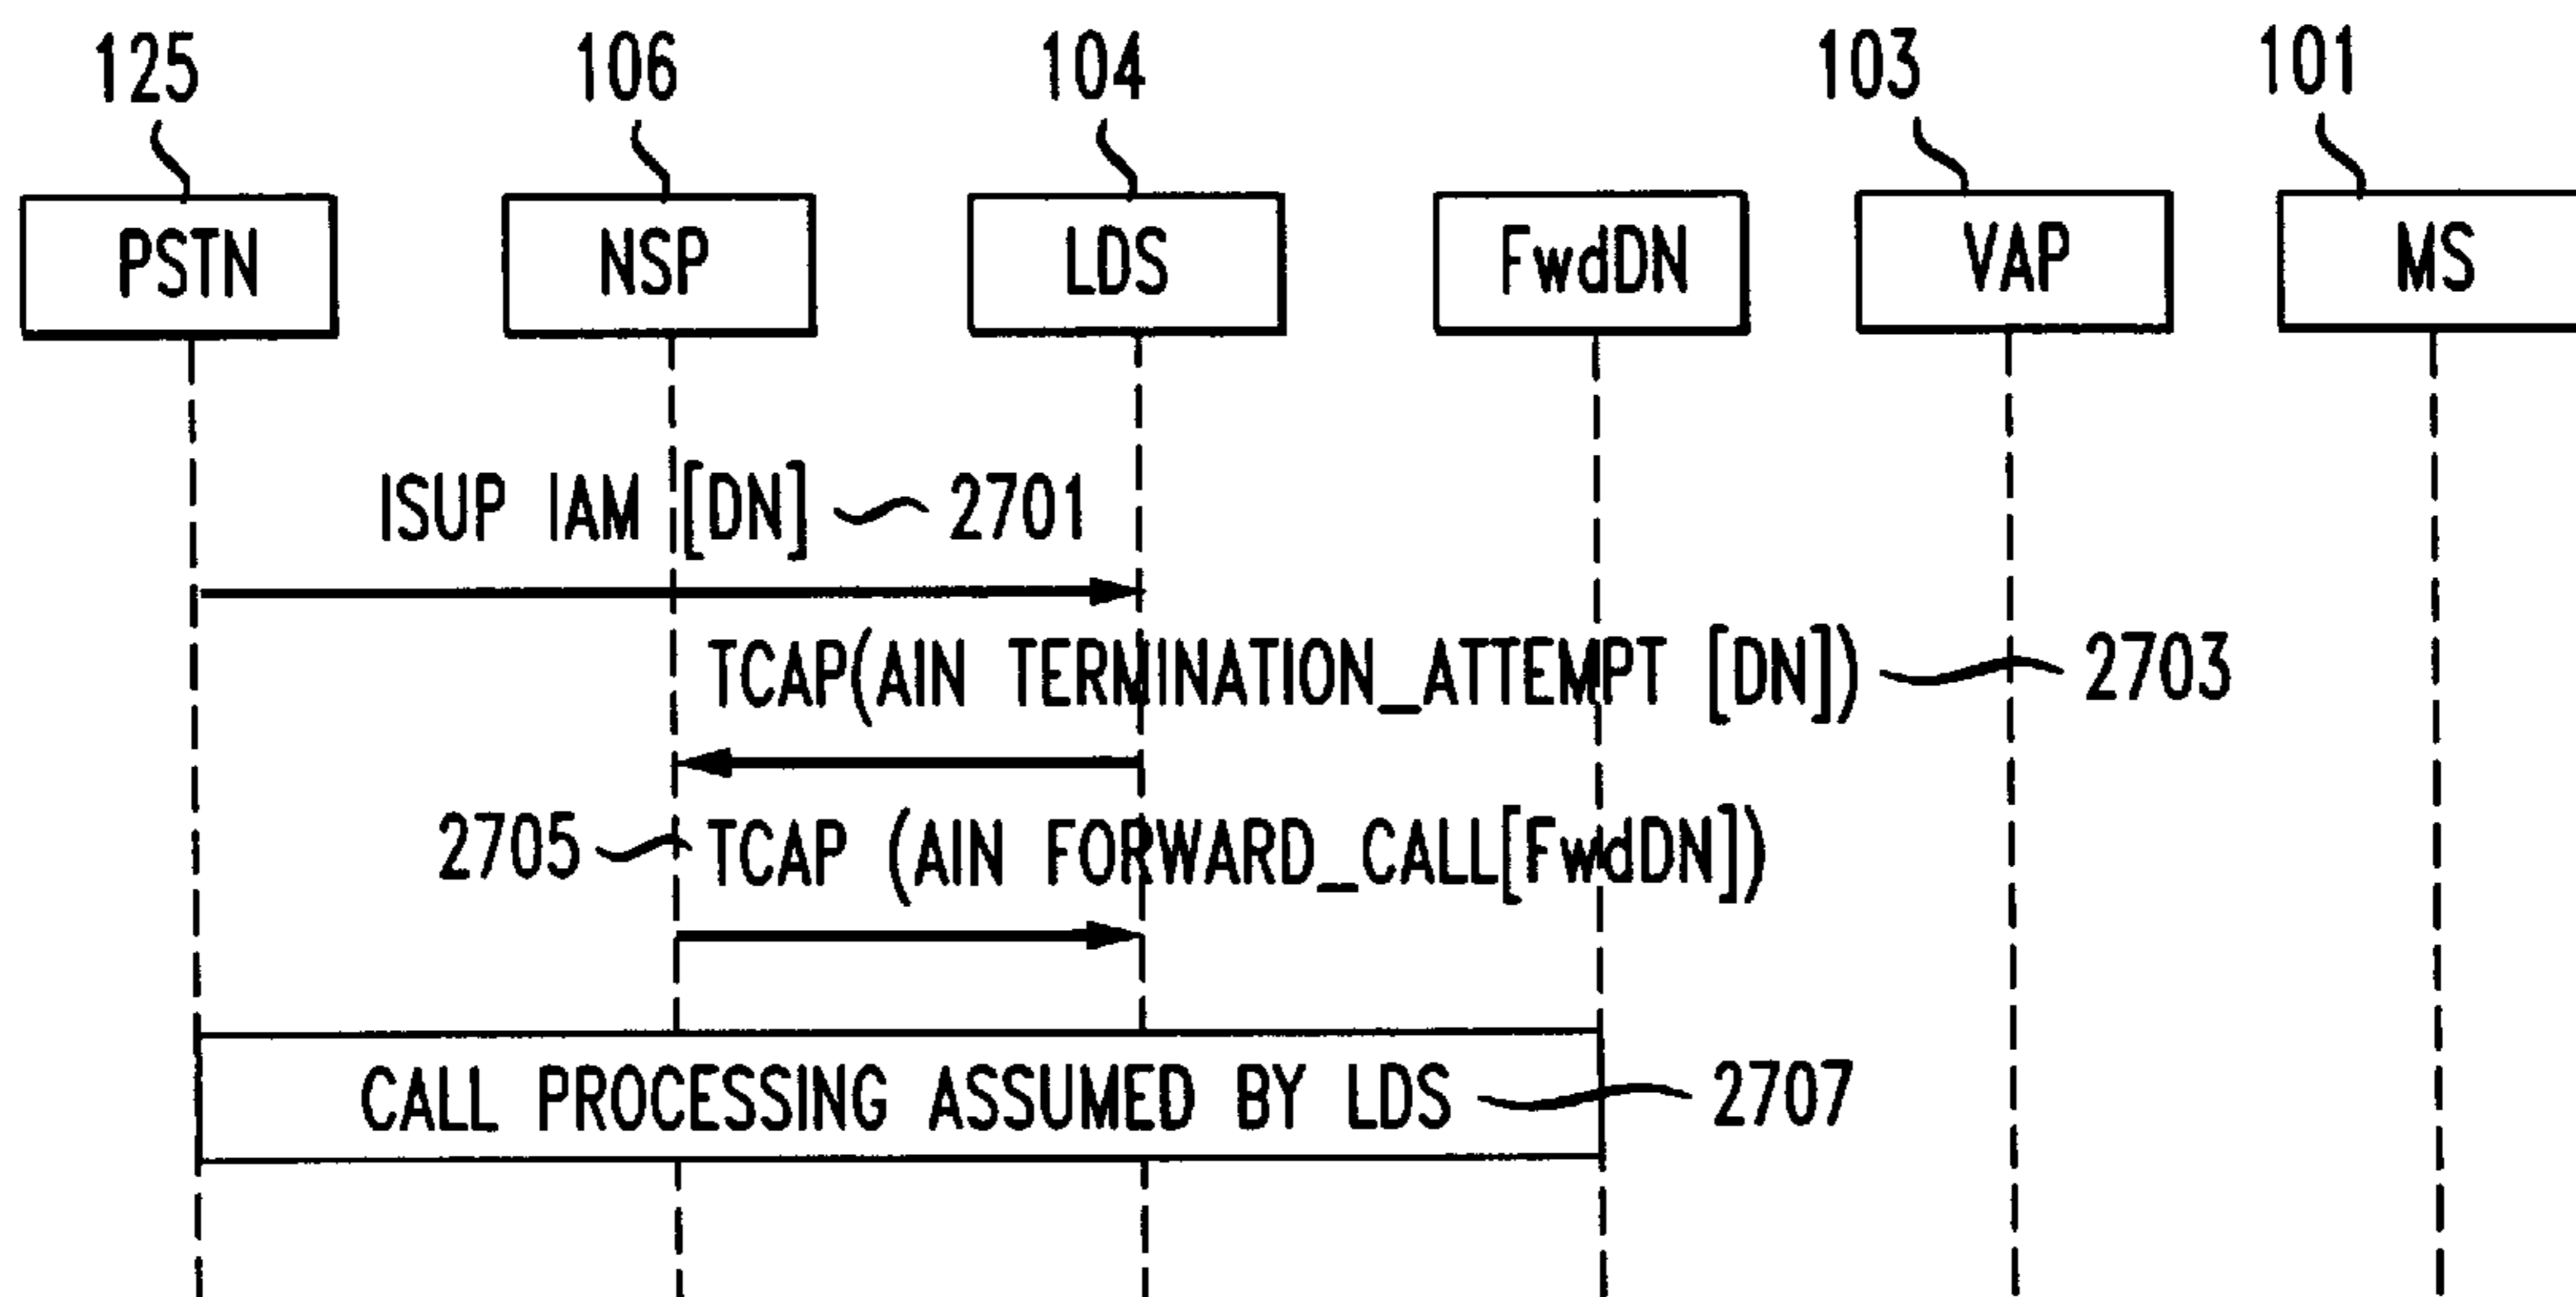 125 106 104 103 101
PSTN NSP LDS FwdDN VAP MS
ISUP IAM [DN] 2701
TCAP(AIN TERMINATION_ATTEMPT [DN]) 2703
2705 TCAP (AIN FORWARD_CALL[FwdDN])
CALL PROCESSING ASSUMED BY LDS 2707